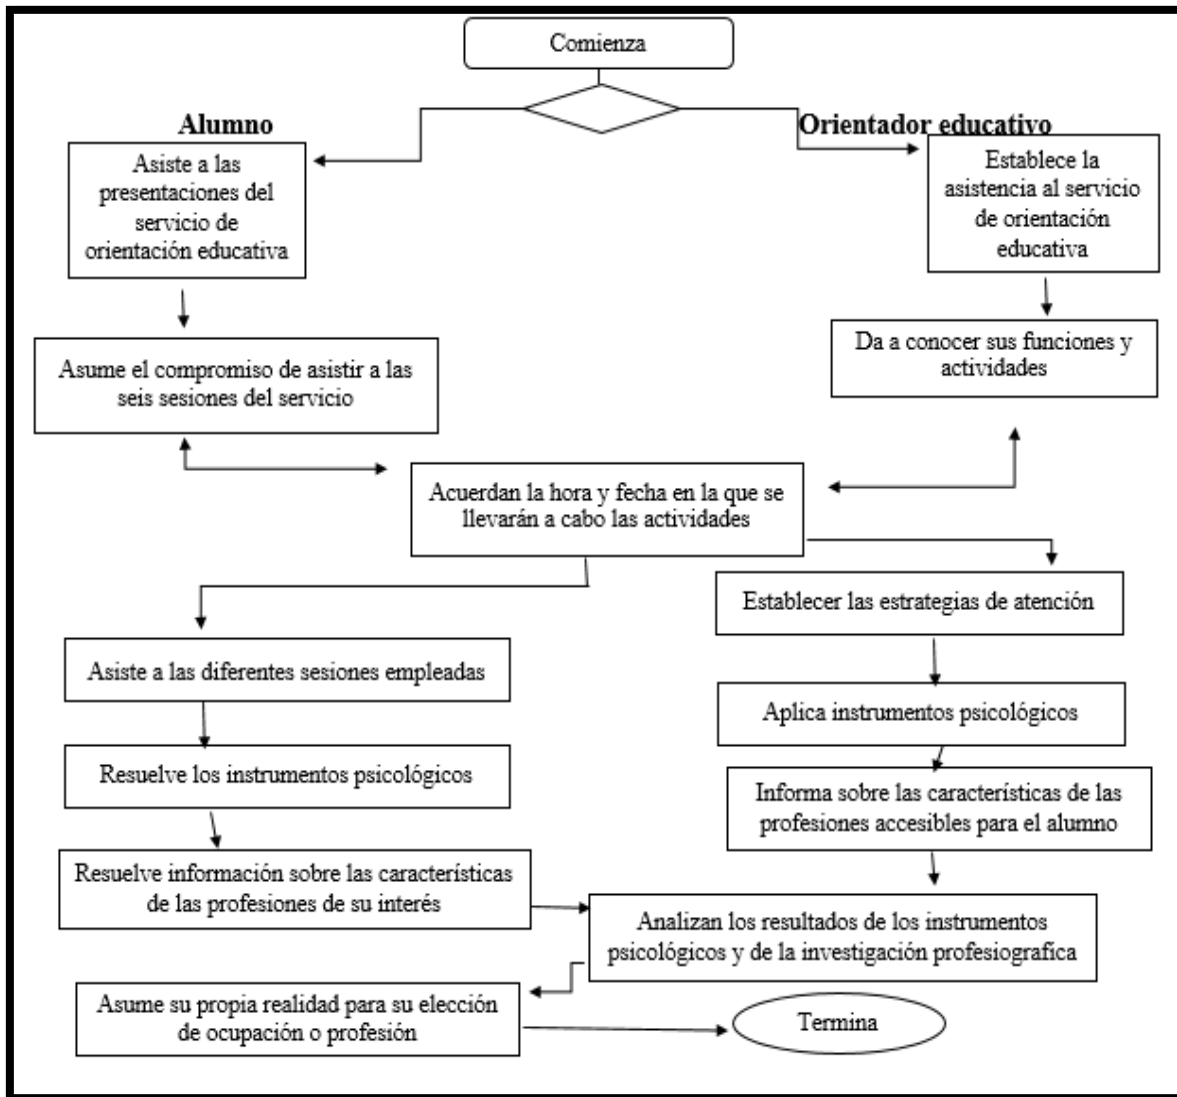 Comienza
Alumno
Orientador educativo
Asiste a las
presentaciones del
servicio de
orientación educativa
Establece la
asistencia al servicio
de orientación
educativa
Asume el compromiso de asistir a las
seis sesiones del servicio
Da a conocer sus funciones y
actividades
Acuerdan la hora y fecha en la que se
llevarán a cabo las actividades
Establecer las estrategias de atención
Asiste a las diferentes sesiones empleadas
Aplica instrumentos psicológicos
Resuelve los instrumentos psicológicos
Informa sobre las características de las
profesiones accesibles para el alumno
Resuelve información sobre las características
de las profesiones de su interés
Analizan los resultados de los instrumentos
psicológicos y de la investigación profesiografíca
Asume su propia realidad para su elección
de ocupación o profesión
Termina